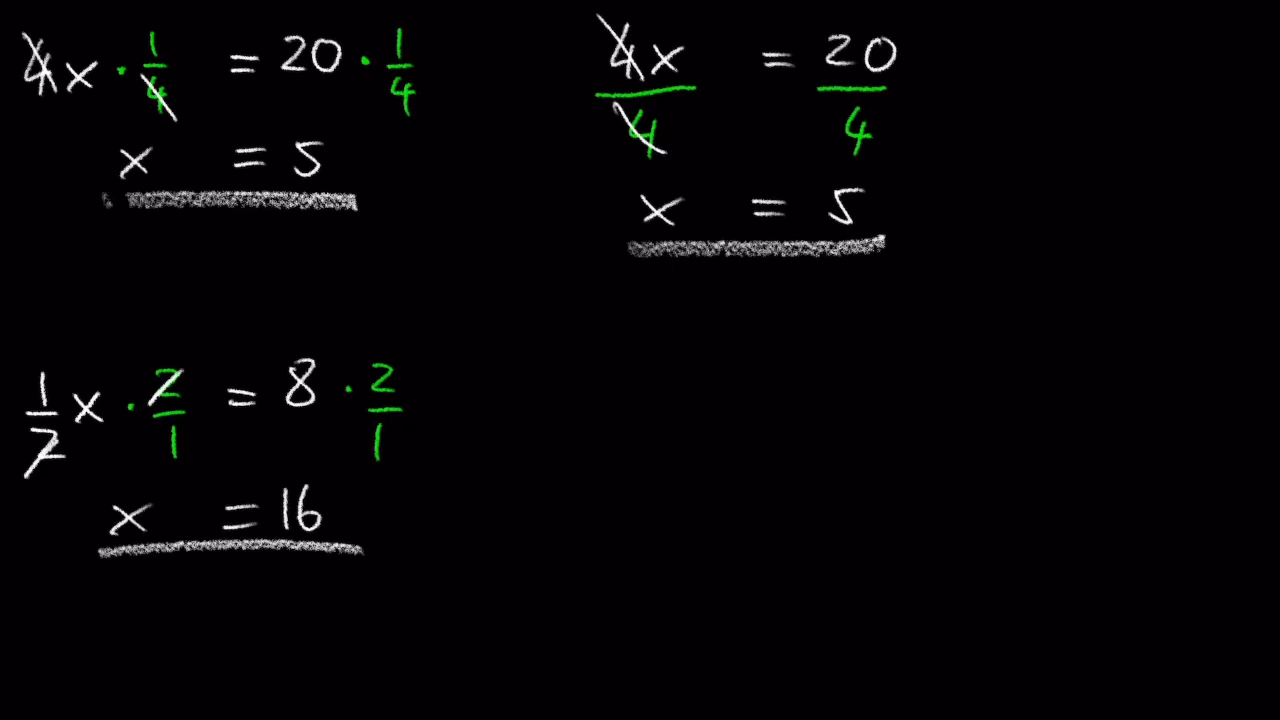 4x · 1/4 = 20 · 1/4
x = 5
4x/4 = 20/4
x = 5
1/2 x · 2/1 = 8 · 2/1
x = 16